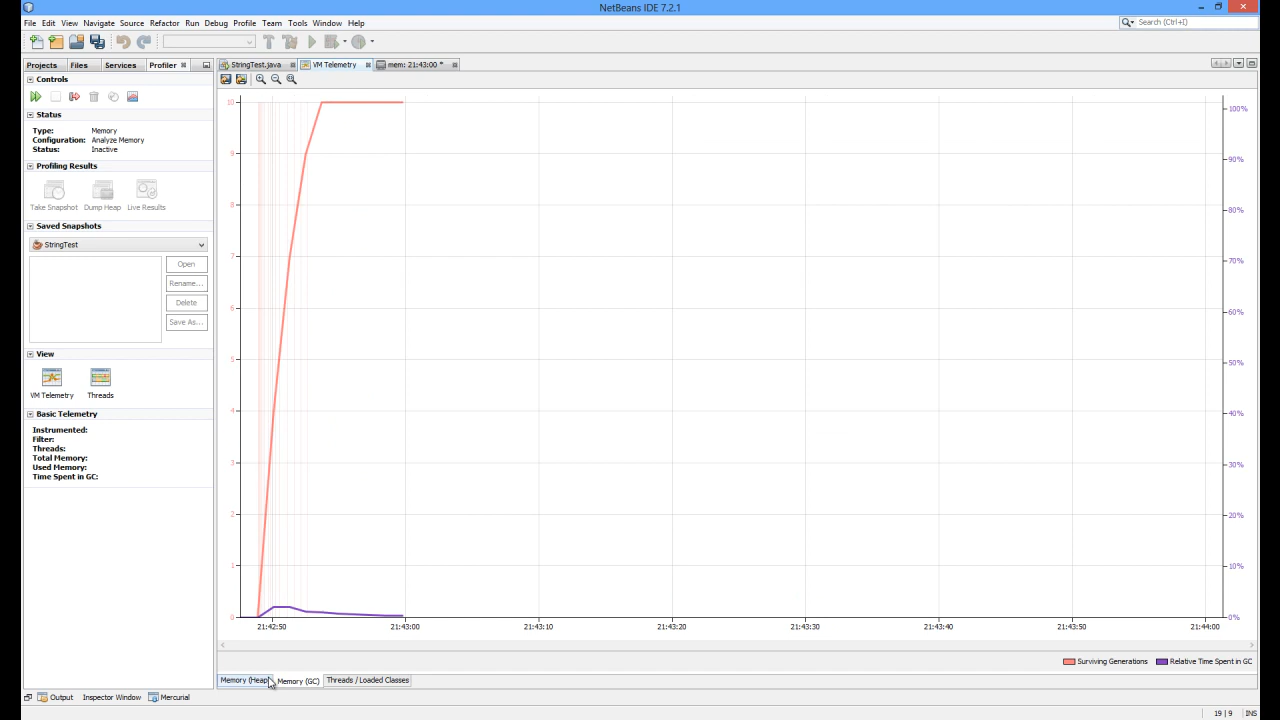 NetBeans IDE 7.2.1
File Edit View Navigate Source Refactor Run Debug Profile Team Tools Window Help
Search (Ctrl+I)
Projects Files Services Profiler
StringTest.java VM Telemetry mem: 21:43:00 *
Controls
Status
Type: Memory
Configuration: Analyze Memory
Status: Inactive
Profiling Results
Take Snapshot Dump Heap Live Results
Saved Snapshots
StringTest
Open
Rename...
Delete
Save As...
View
VM Telemetry Threads
Basic Telemetry
Instrumented:
Filter:
Threads:
Total Memory:
Used Memory:
Time Spent in GC:
10
9
8
7
6
5
4
3
2
1
0
100%
90%
80%
70%
60%
50%
40%
30%
20%
10%
0%
21:42:50 21:43:00 21:43:10 21:43:20 21:43:30 21:43:40 21:43:50 21:44:00
Surviving Generations Relative Time Spent in GC
Memory (Heap) Memory (GC) Threads / Loaded Classes
Output Inspector Window Mercurial
19 | 9 INS